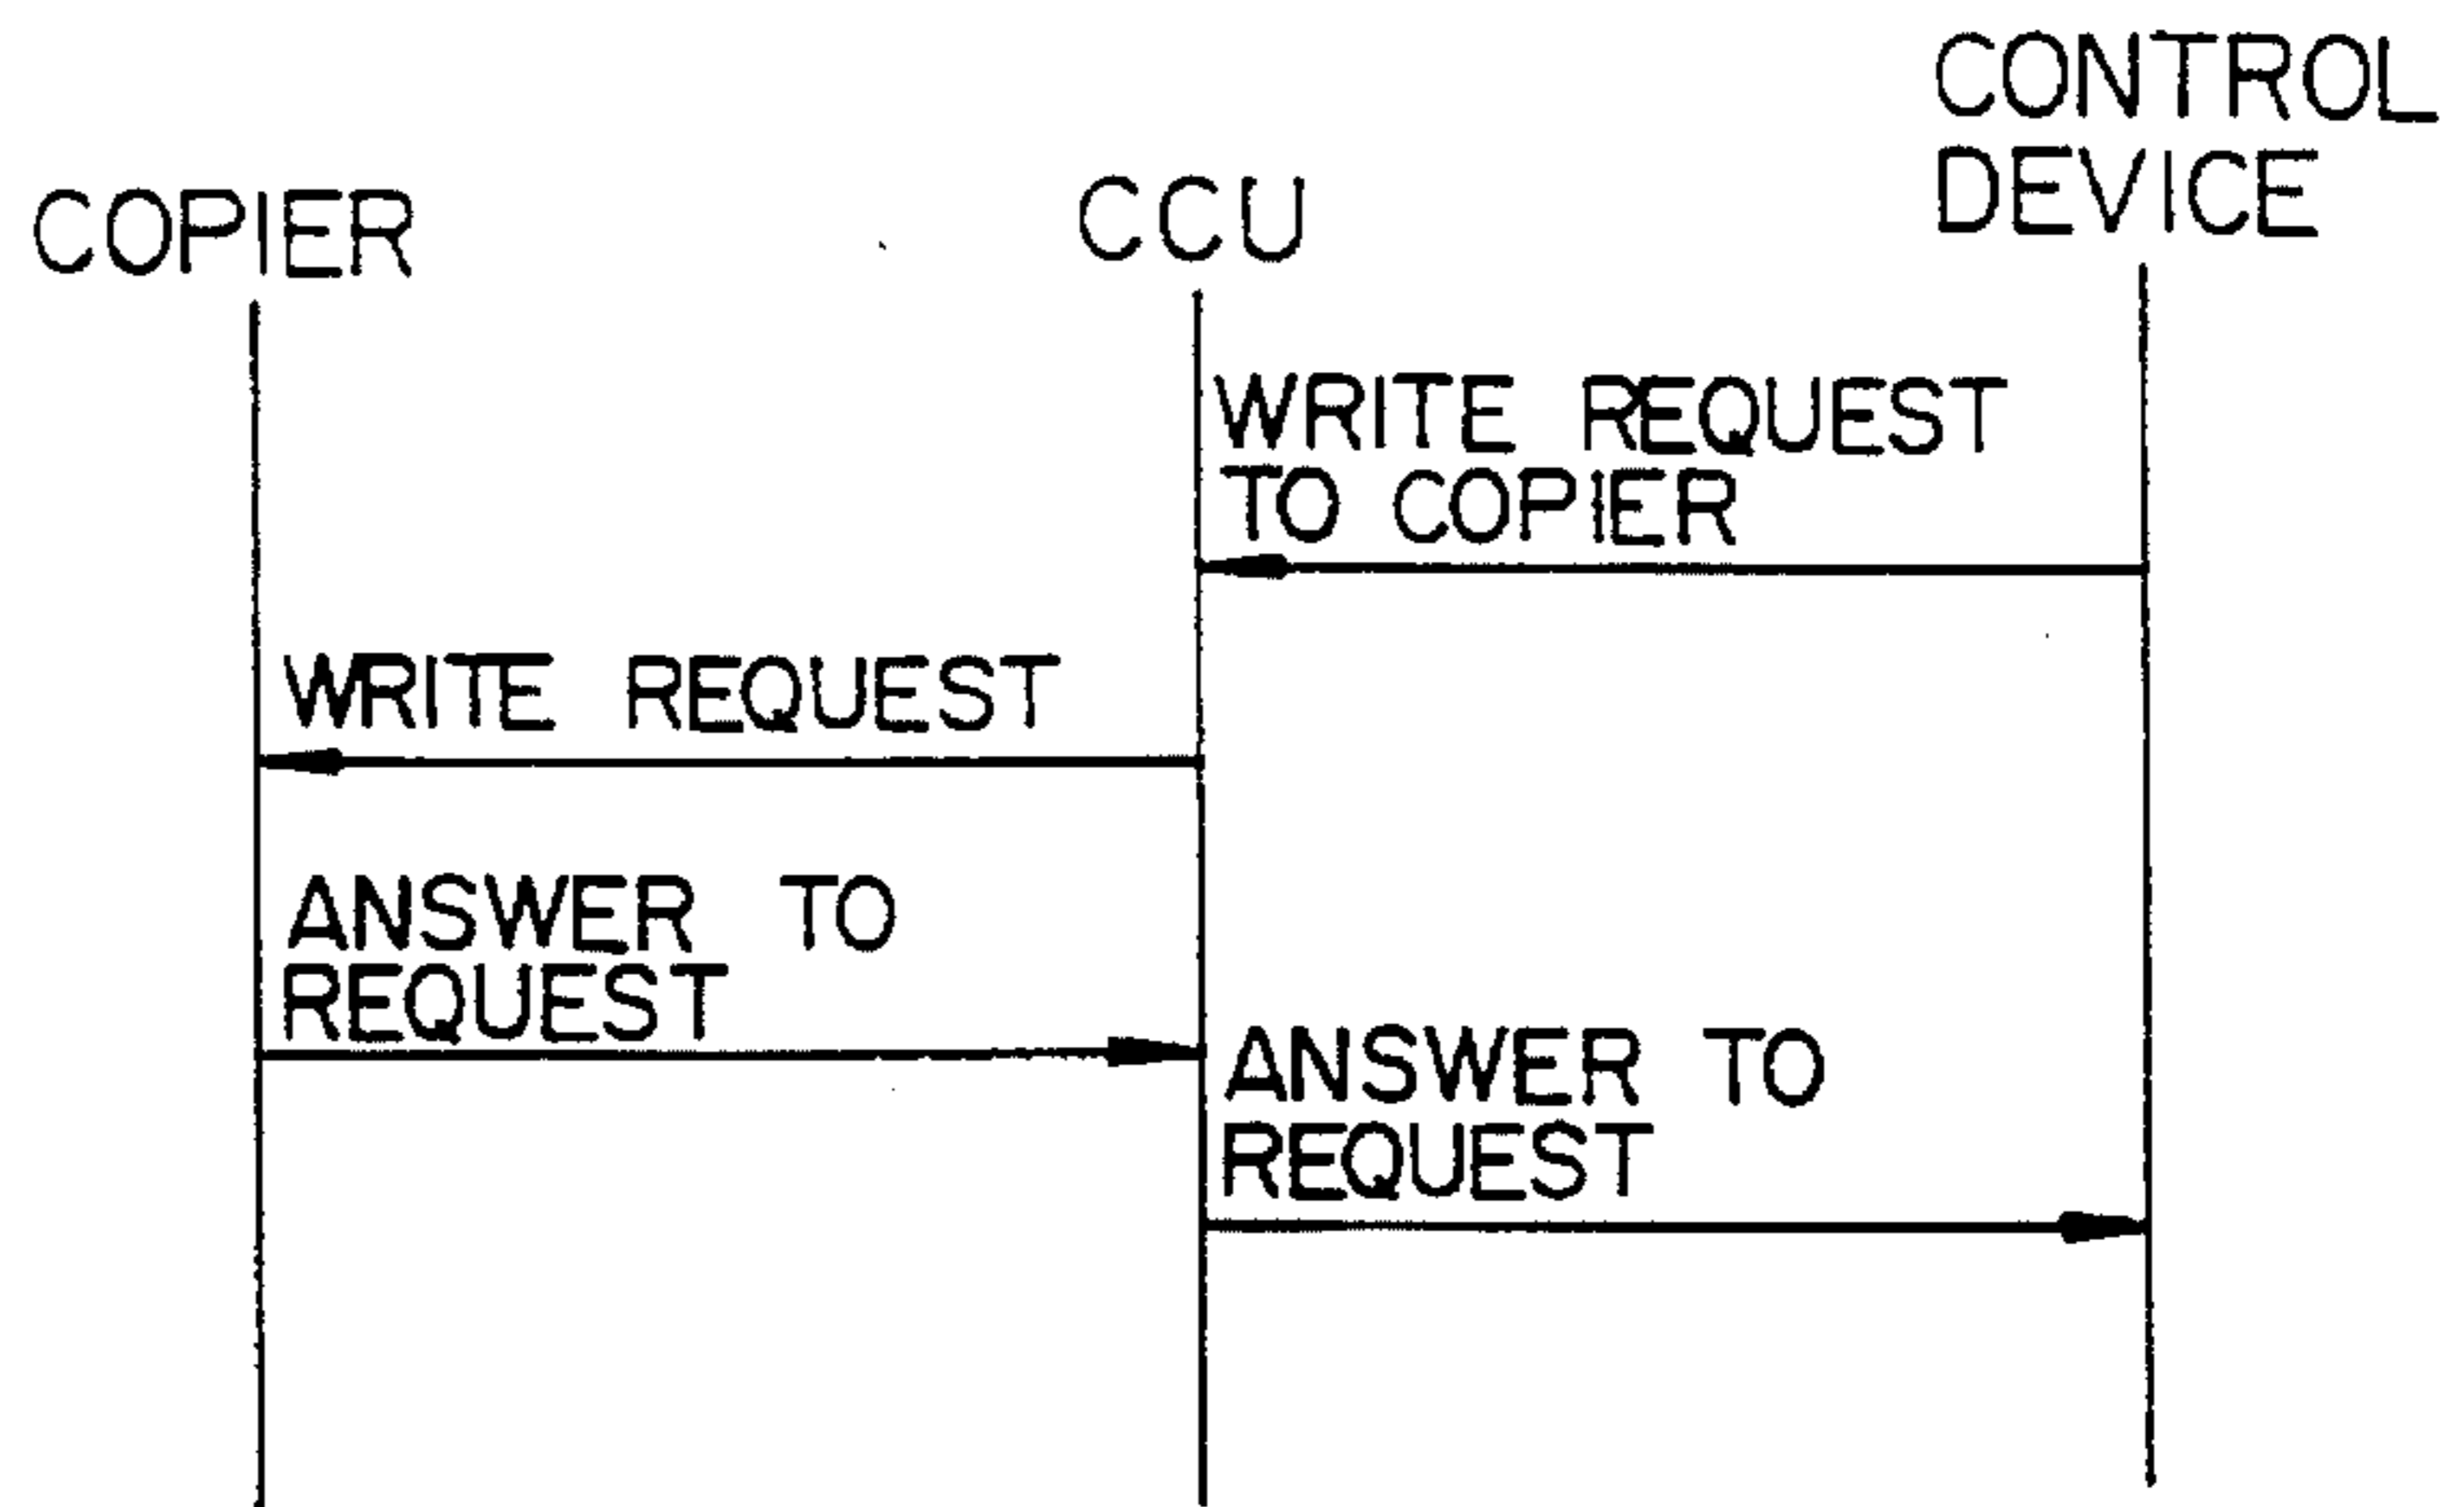 COPIER
CCU
CONTROL
DEVICE
WRITE REQUEST
TO COPIER
WRITE REQUEST
ANSWER TO
REQUEST
ANSWER TO
REQUEST